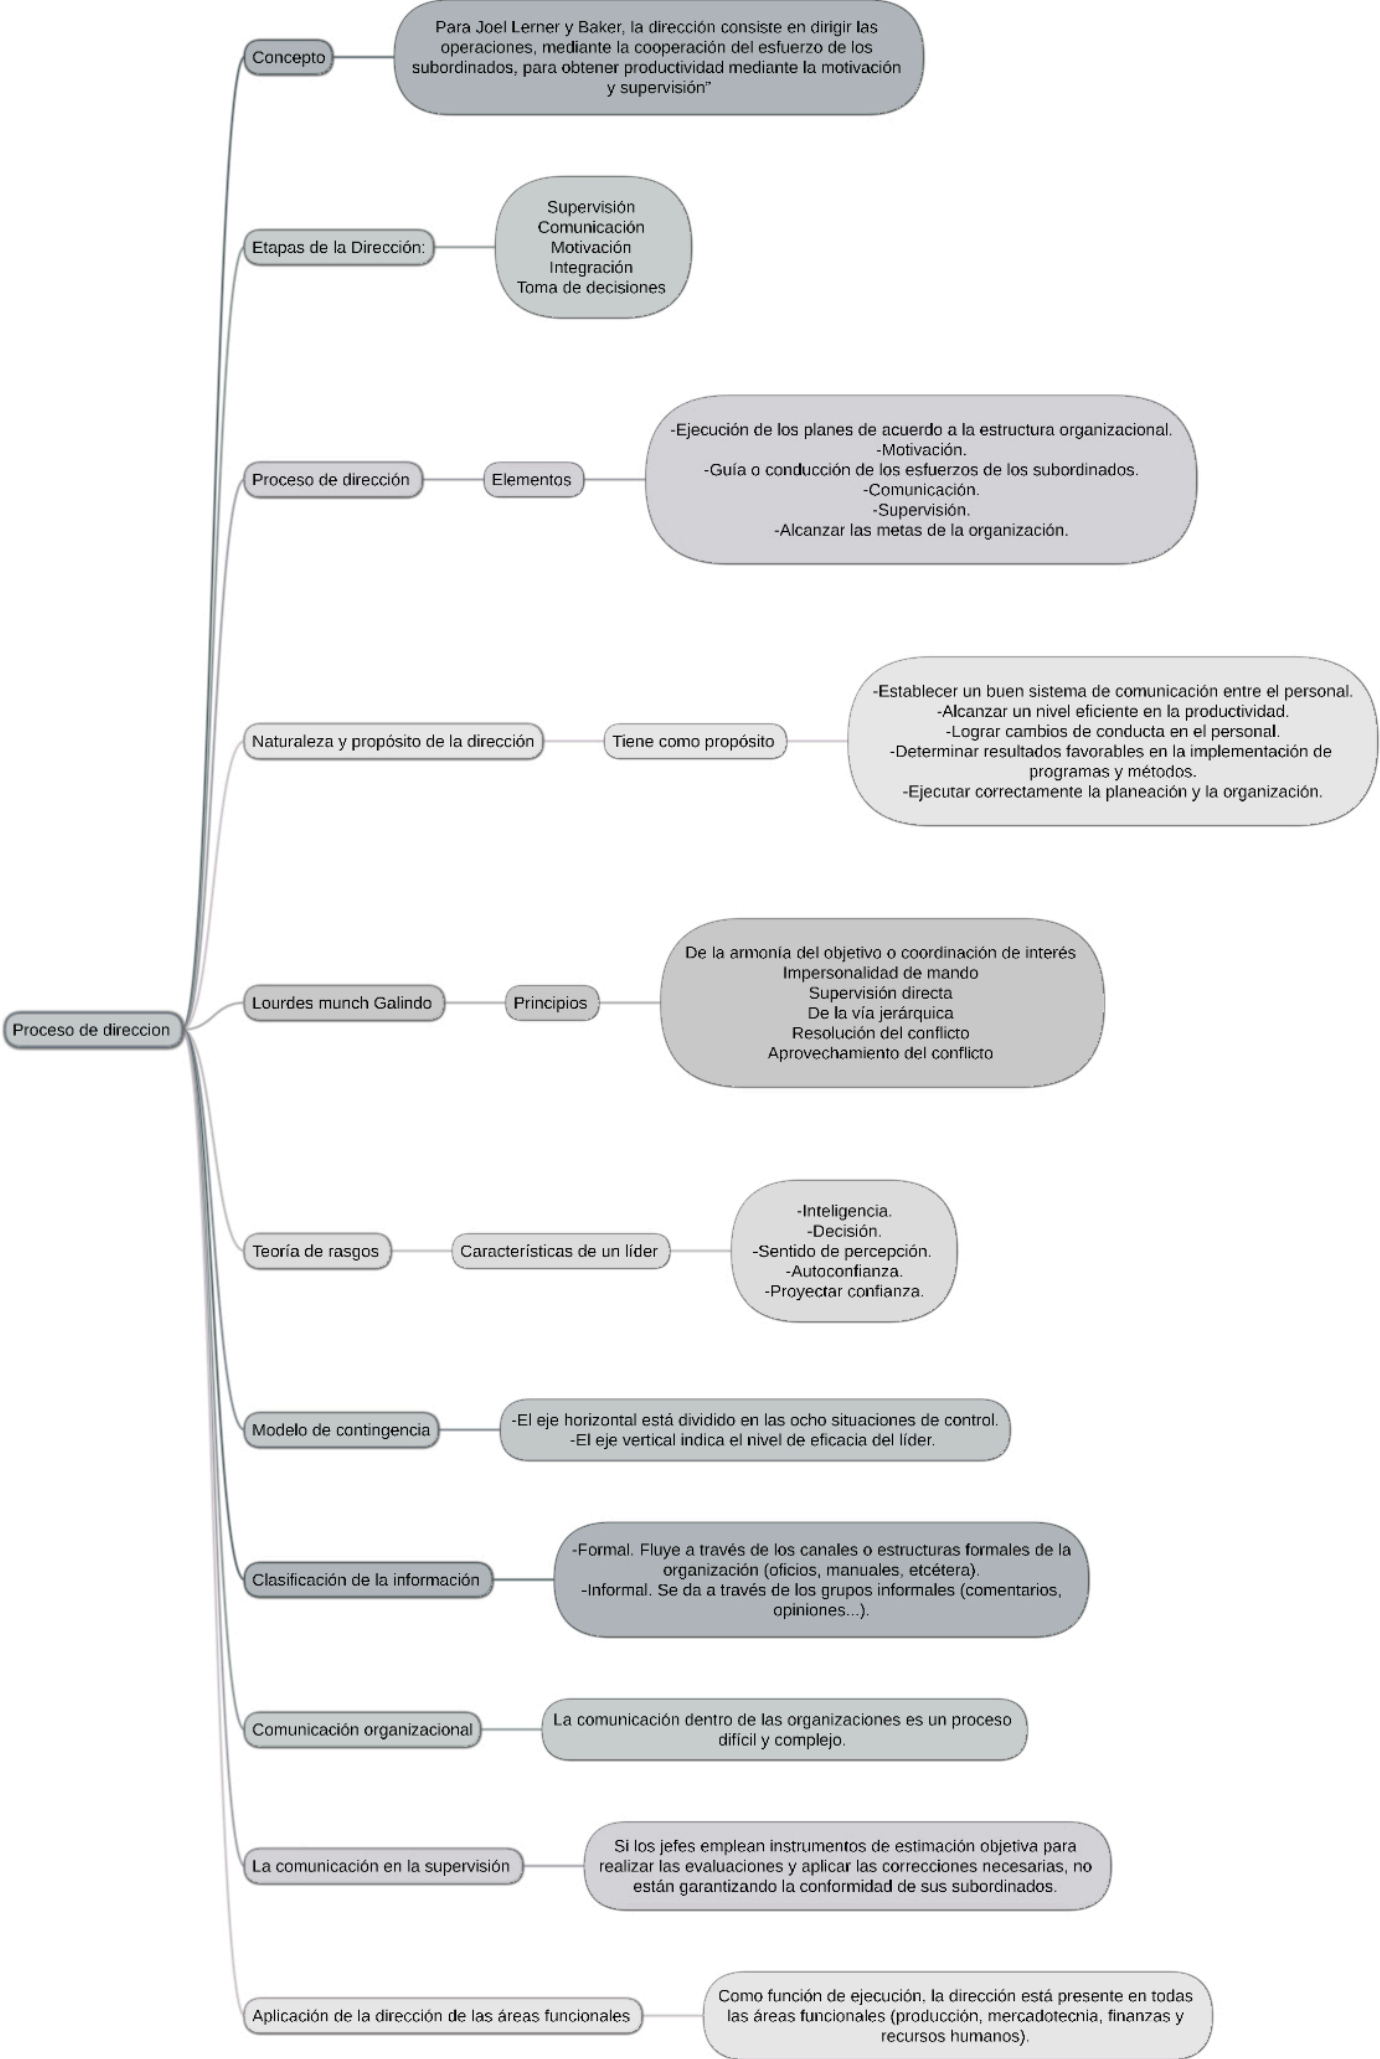 Para Joel Lerner y Baker, la dirección consiste en dirigir las
operaciones, mediante la cooperación del esfuerzo de los
subordinados, para obtener productividad mediante la motivación
y supervisión”
Concepto
Supervisión
Comunicación
Motivación
Integración
Toma de decisiones
Etapas de la Dirección:
-Ejecución de los planes de acuerdo a la estructura organizacional.
-Motivación.
-Guía o conducción de los esfuerzos de los subordinados.
-Comunicación.
-Supervisión.
-Alcanzar las metas de la organización.
Proceso de dirección
Elementos
-Establecer un buen sistema de comunicación entre el personal.
-Alcanzar un nivel eficiente en la productividad.
-Lograr cambios de conducta en el personal.
-Determinar resultados favorables en la implementación de
programas y métodos.
-Ejecutar correctamente la planeación y la organización.
Naturaleza y propósito de la dirección
Tiene como propósito
De la armonía del objetivo o coordinación de interés
Impersonalidad de mando
Supervisión directa
De la vía jerárquica
Resolución del conflicto
Aprovechamiento del conflicto
Lourdes munch Galindo
Principios
Proceso de direccion
-Inteligencia.
-Decisión.
-Sentido de percepción.
-Autoconfianza.
-Proyectar confianza.
Teoría de rasgos
Características de un líder
-El eje horizontal está dividido en las ocho situaciones de control.
-El eje vertical indica el nivel de eficacia del líder.
Modelo de contingencia
-Formal. Fluye a través de los canales o estructuras formales de la
organización (oficios, manuales, etcétera).
-Informal. Se da a través de los grupos informales (comentarios,
opiniones...).
Clasificación de la información
La comunicación dentro de las organizaciones es un proceso
difícil y complejo.
Comunicación organizacional
Si los jefes emplean instrumentos de estimación objetiva para
realizar las evaluaciones y aplicar las correcciones necesarias, no
están garantizando la conformidad de sus subordinados.
La comunicación en la supervisión
Como función de ejecución, la dirección está presente en todas
las áreas funcionales (producción, mercadotecnia, finanzas y
recursos humanos).
Aplicación de la dirección de las áreas funcionales